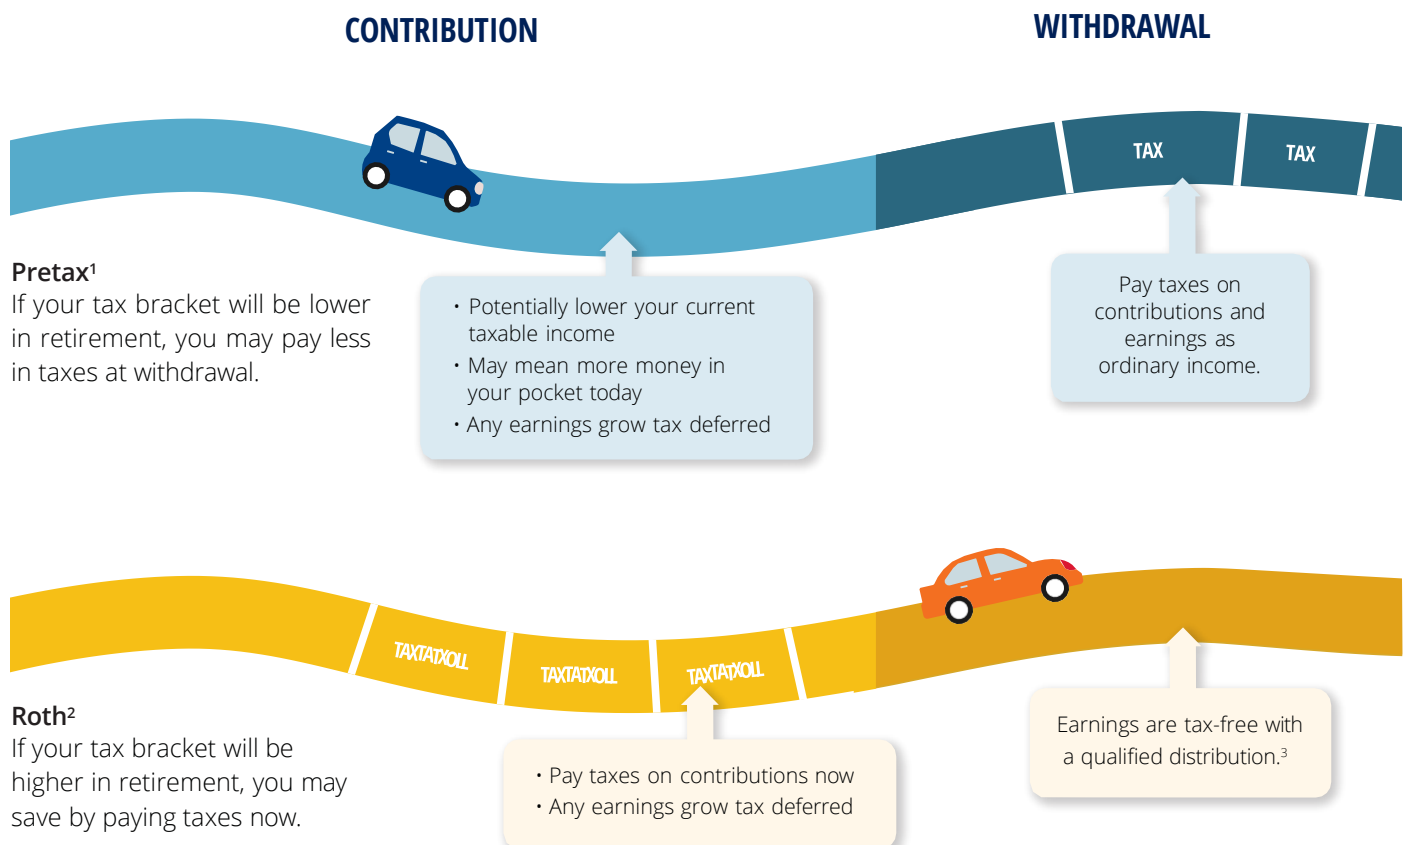 CONTRIBUTION
WITHDRAWAL
TAX
TAX
Pretax¹
If your tax bracket will be lower
in retirement, you may pay less
in taxes at withdrawal.
• Potentially lower your current
taxable income
• May mean more money in
your pocket today
• Any earnings grow tax deferred
Pay taxes on
contributions and
earnings as
ordinary income.
TAXTATXOLL
TAXTATXOLL
TAXTATXOLL
Roth²
If your tax bracket will be
higher in retirement, you may
save by paying taxes now.
• Pay taxes on contributions now
• Any earnings grow tax deferred
Earnings are tax-free with
a qualified distribution.³